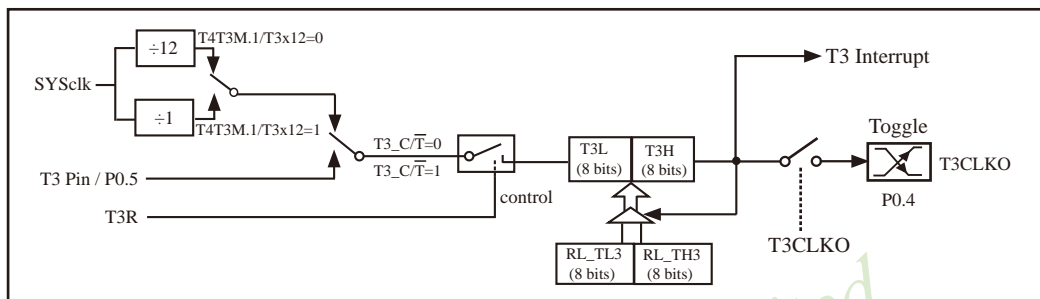 ÷12
T4T3M.1/T3x12=0
SYSclk
÷1
T4T3M.1/T3x12=1
T3 Pin / P0.5
T3R
T3_C/T̅=0
T3_C/T̅=1
control
T3L
(8 bits)
T3H
(8 bits)
RL_TL3
(8 bits)
RL_TH3
(8 bits)
T3 Interrupt
Toggle
T3CLKO
P0.4
T3CLKO